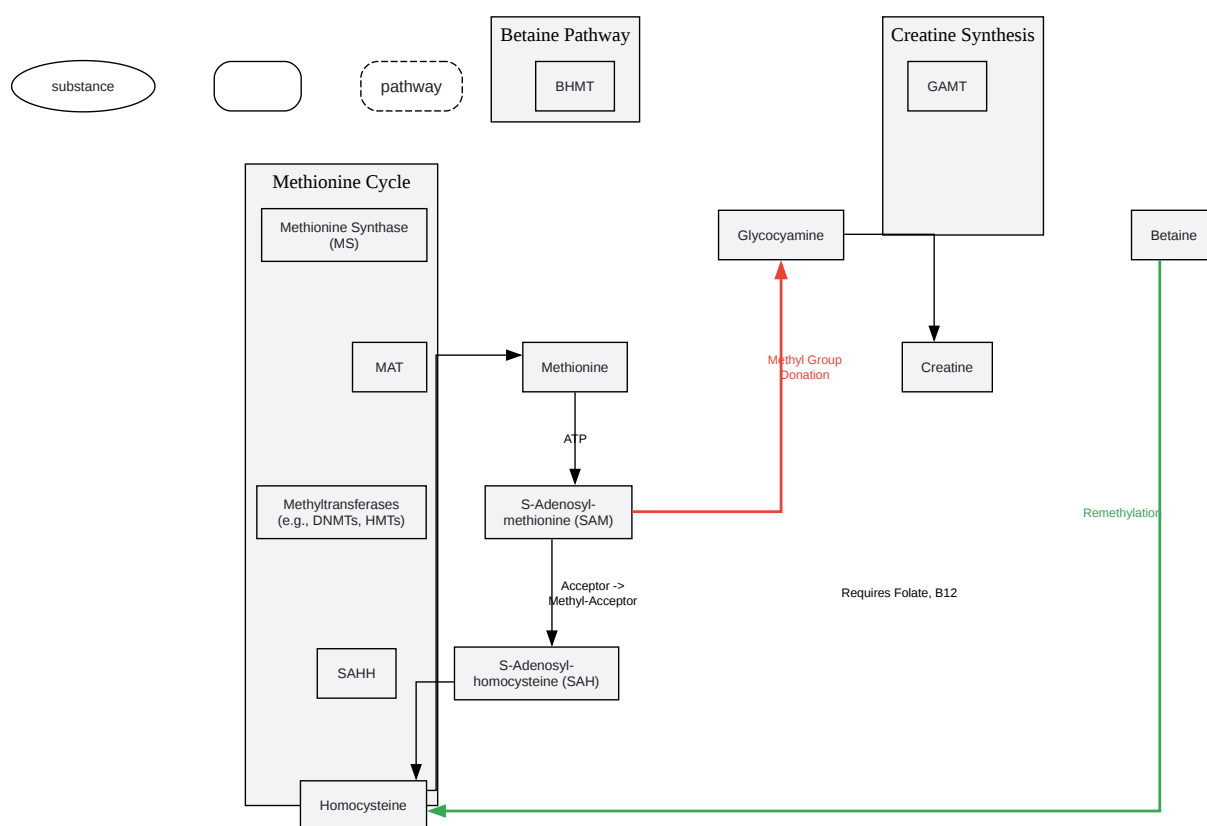 Betaine Pathway
Creatine Synthesis
substance
pathway
BHMT
GAMT
Methionine Cycle
Methionine Synthase
(MS)
Glycocyamine
Betaine
MAT
Methionine
Methyl Group
Donation
Creatine
ATP
Methyltransferases
(e.g., DNMTs, HMTs)
S-Adenosyl-
methionine (SAM)
Remethylation
Acceptor ->
Methyl-Acceptor
Requires Folate, B12
SAHH
S-Adenosyl-
homocysteine (SAH)
Homocysteine